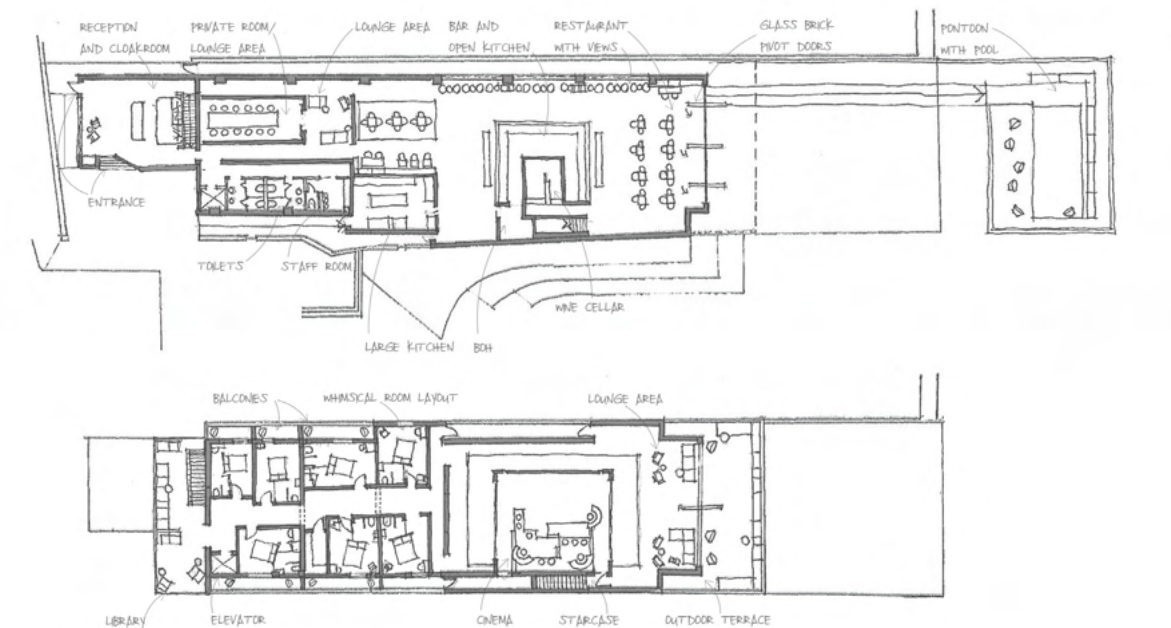 RECEPTION
AND CLOAKROOM
PRIVATE ROOM/
LOUNGE AREA
LOUNGE AREA
BAR AND
OPEN KITCHEN
RESTAURANT
WITH VIEWS
GLASS BRICK
PIVOT DOORS
PONTOON
WITH POOL
ENTRANCE
TOILETS
STAFF ROOM
WINE CELLAR
LARGE KITCHEN
BOH
BALCONIES
WHIMSICAL ROOM LAYOUT
LOUNGE AREA
LIBRARY
ELEVATOR
CINEMA
STARCASE
OUTDOOR TERRACE